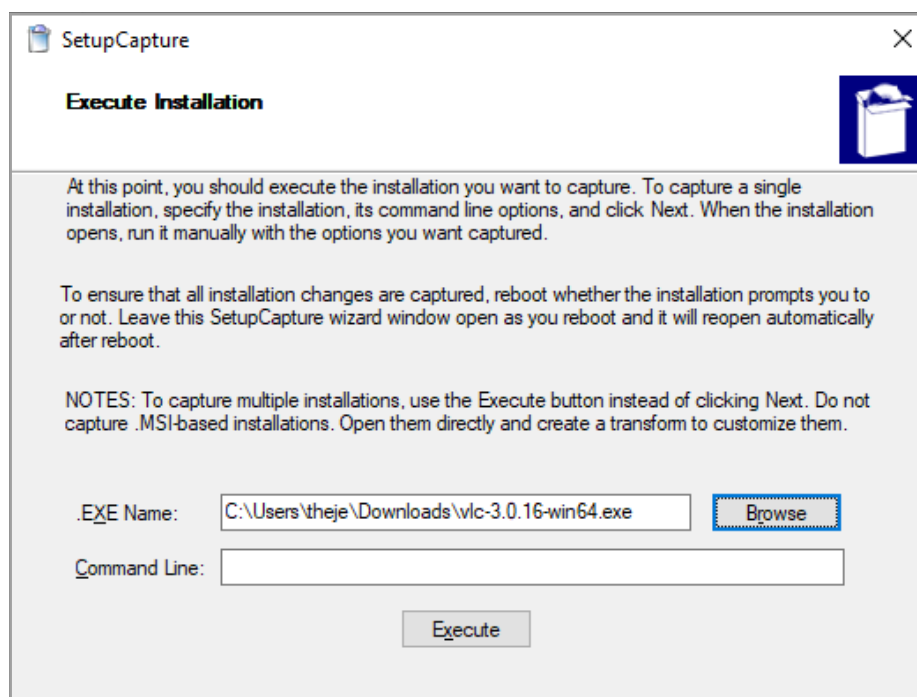 SetupCapture
Execute Installation
At this point, you should execute the installation you want to capture. To capture a single
installation, specify the installation, its command line options, and click Next. When the installation
opens, run it manually with the options you want captured.
To ensure that all installation changes are captured, reboot whether the installation prompts you to
or not. Leave this SetupCapture wizard window open as you reboot and it will reopen automatically
after reboot.
NOTES: To capture multiple installations, use the Execute button instead of clicking Next. Do not
capture .MSI-based installations. Open them directly and create a transform to customize them.
.EXE Name: C:\Users\theje\Downloads\vlc-3.0.16-win64.exe Browse
Command Line:
Execute